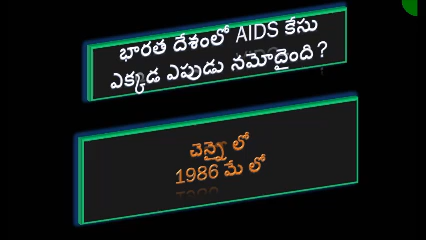 భారత దేశంలో AIDS కేసు
ఎక్కడ ఎపుడు నమోదైంది ?
చెన్నై లో
1986 మే లో